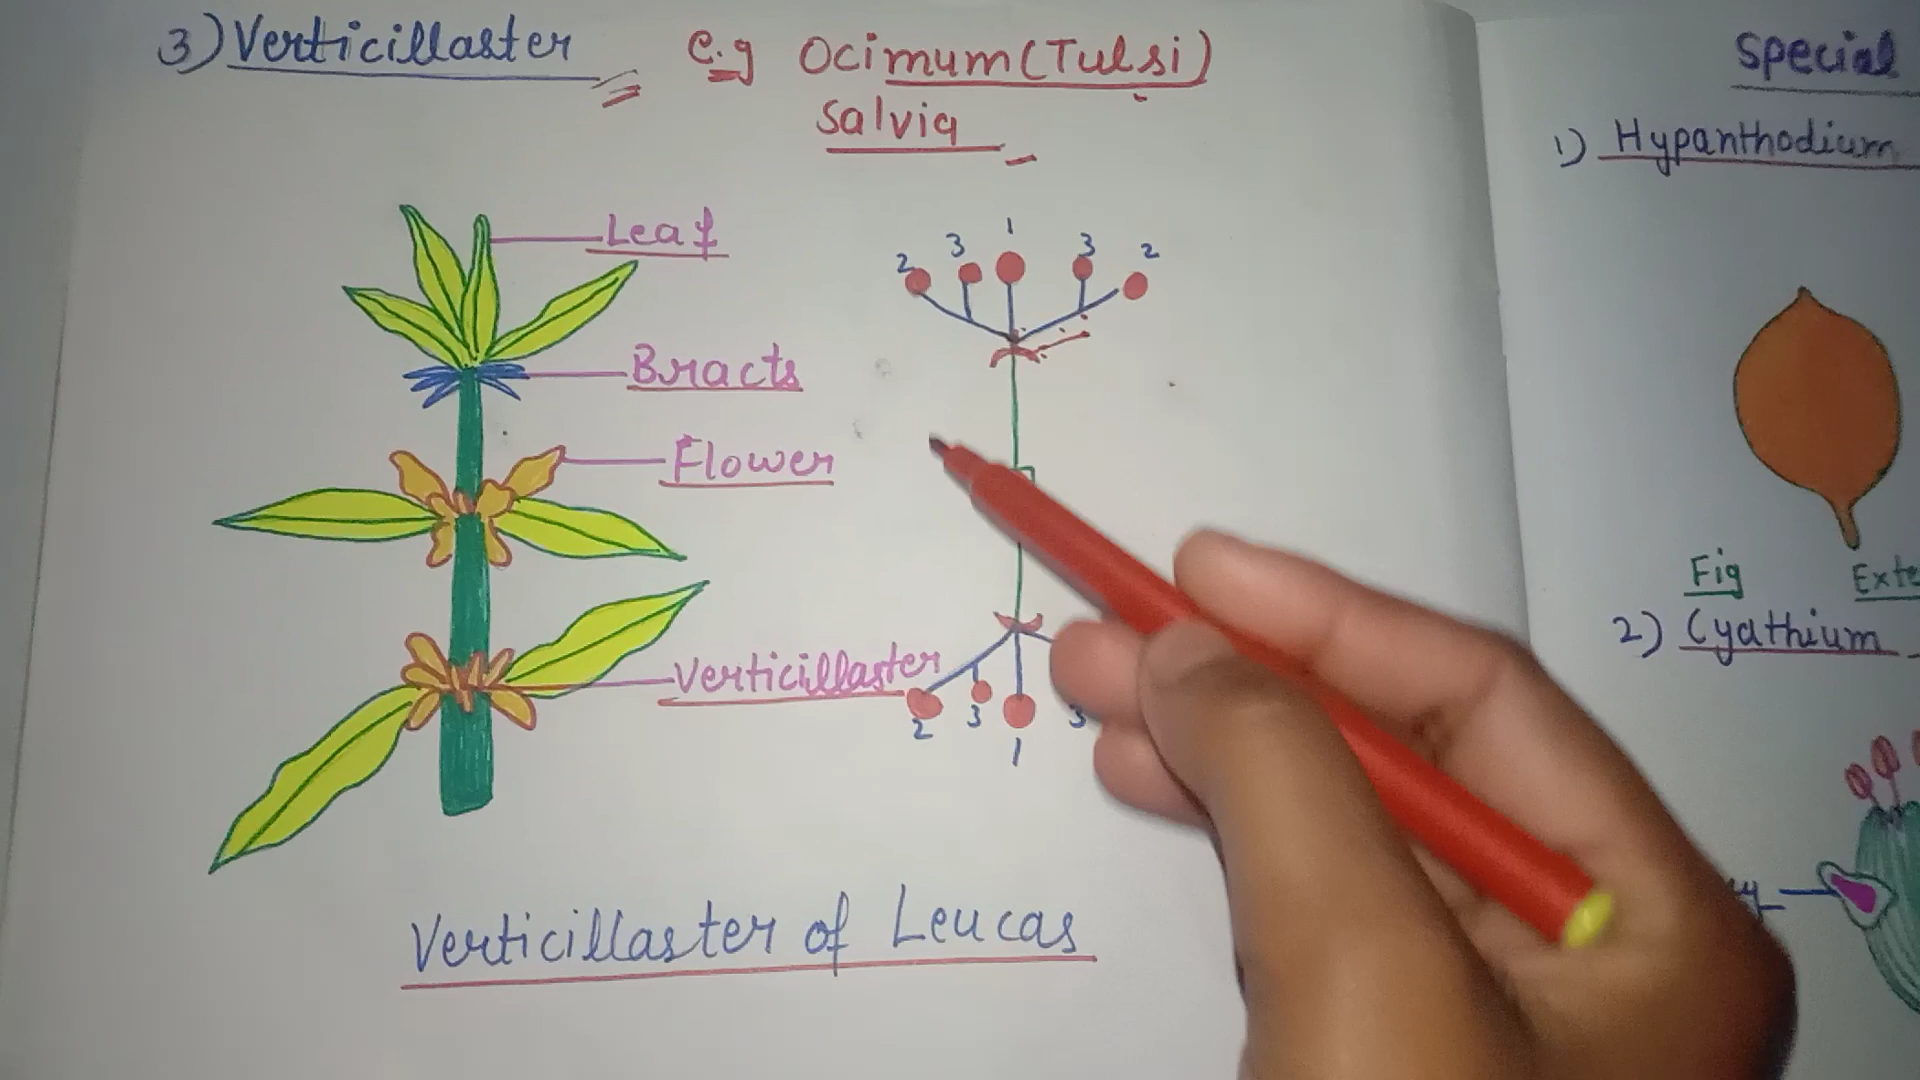 3) Verticillaster e.g Ocimum (Tulsi)
Salvia
Leaf
Bracts
Flower
Verticillaster
2 3 1 3 2
2 3 1 3
Verticillaster of Leucas
Special
1) Hypanthodium
Fig Exte
2) Cyathium